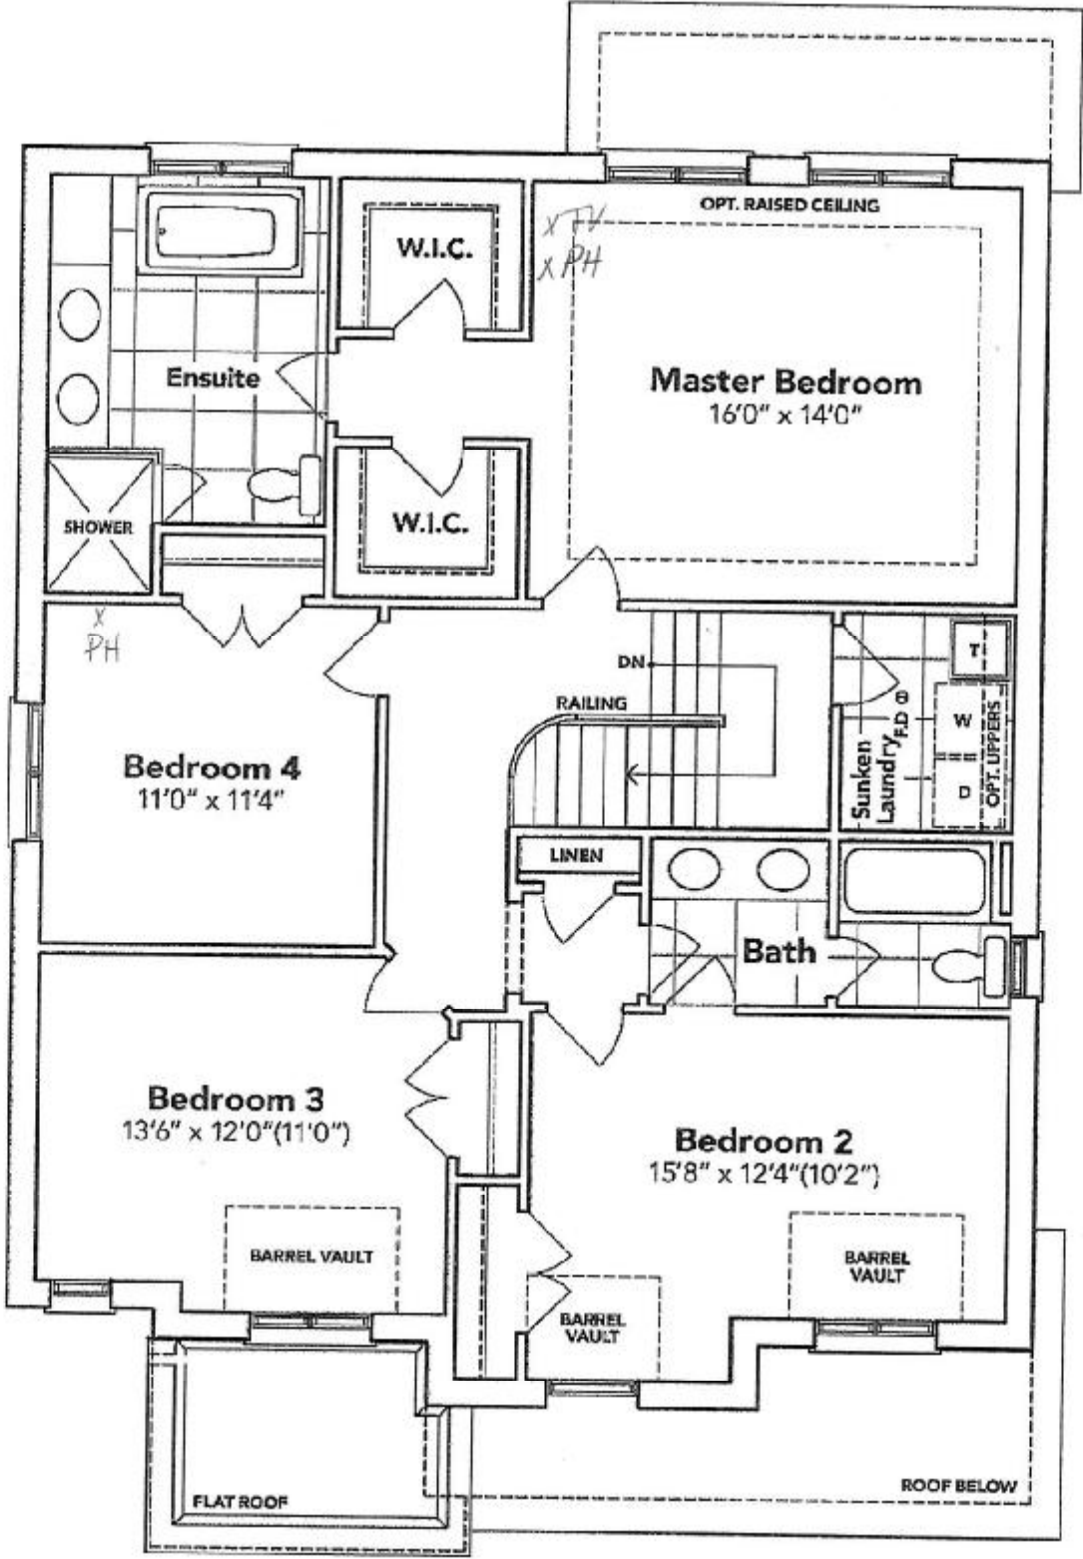 OPT. RAISED CEILING
x TV
x PH
W.I.C.
Ensuite
Master Bedroom
16'0" x 14'0"
W.I.C.
SHOWER
x
PH
DN
RAILING
T
W
D
OPT. UPPERS
F.D
Sunken
Laundry
Bedroom 4
11'0" x 11'4"
LINEN
Bath
Bedroom 3
13'6" x 12'0"(11'0")
Bedroom 2
15'8" x 12'4"(10'2")
BARREL VAULT
BARREL
VAULT
BARREL
VAULT
FLAT ROOF
ROOF BELOW